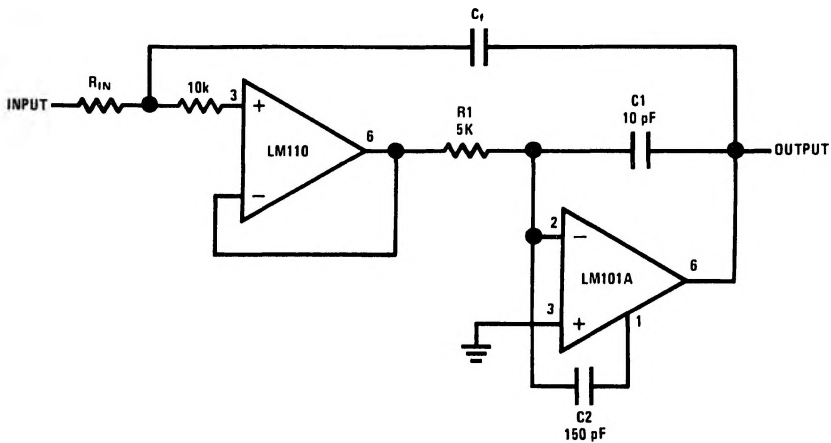 Cf
RIN
INPUT
10k
3
+
−
LM110
6
R1
5K
C1
10 pF
OUTPUT
2
−
LM101A
6
3
+
1
C2
150 pF